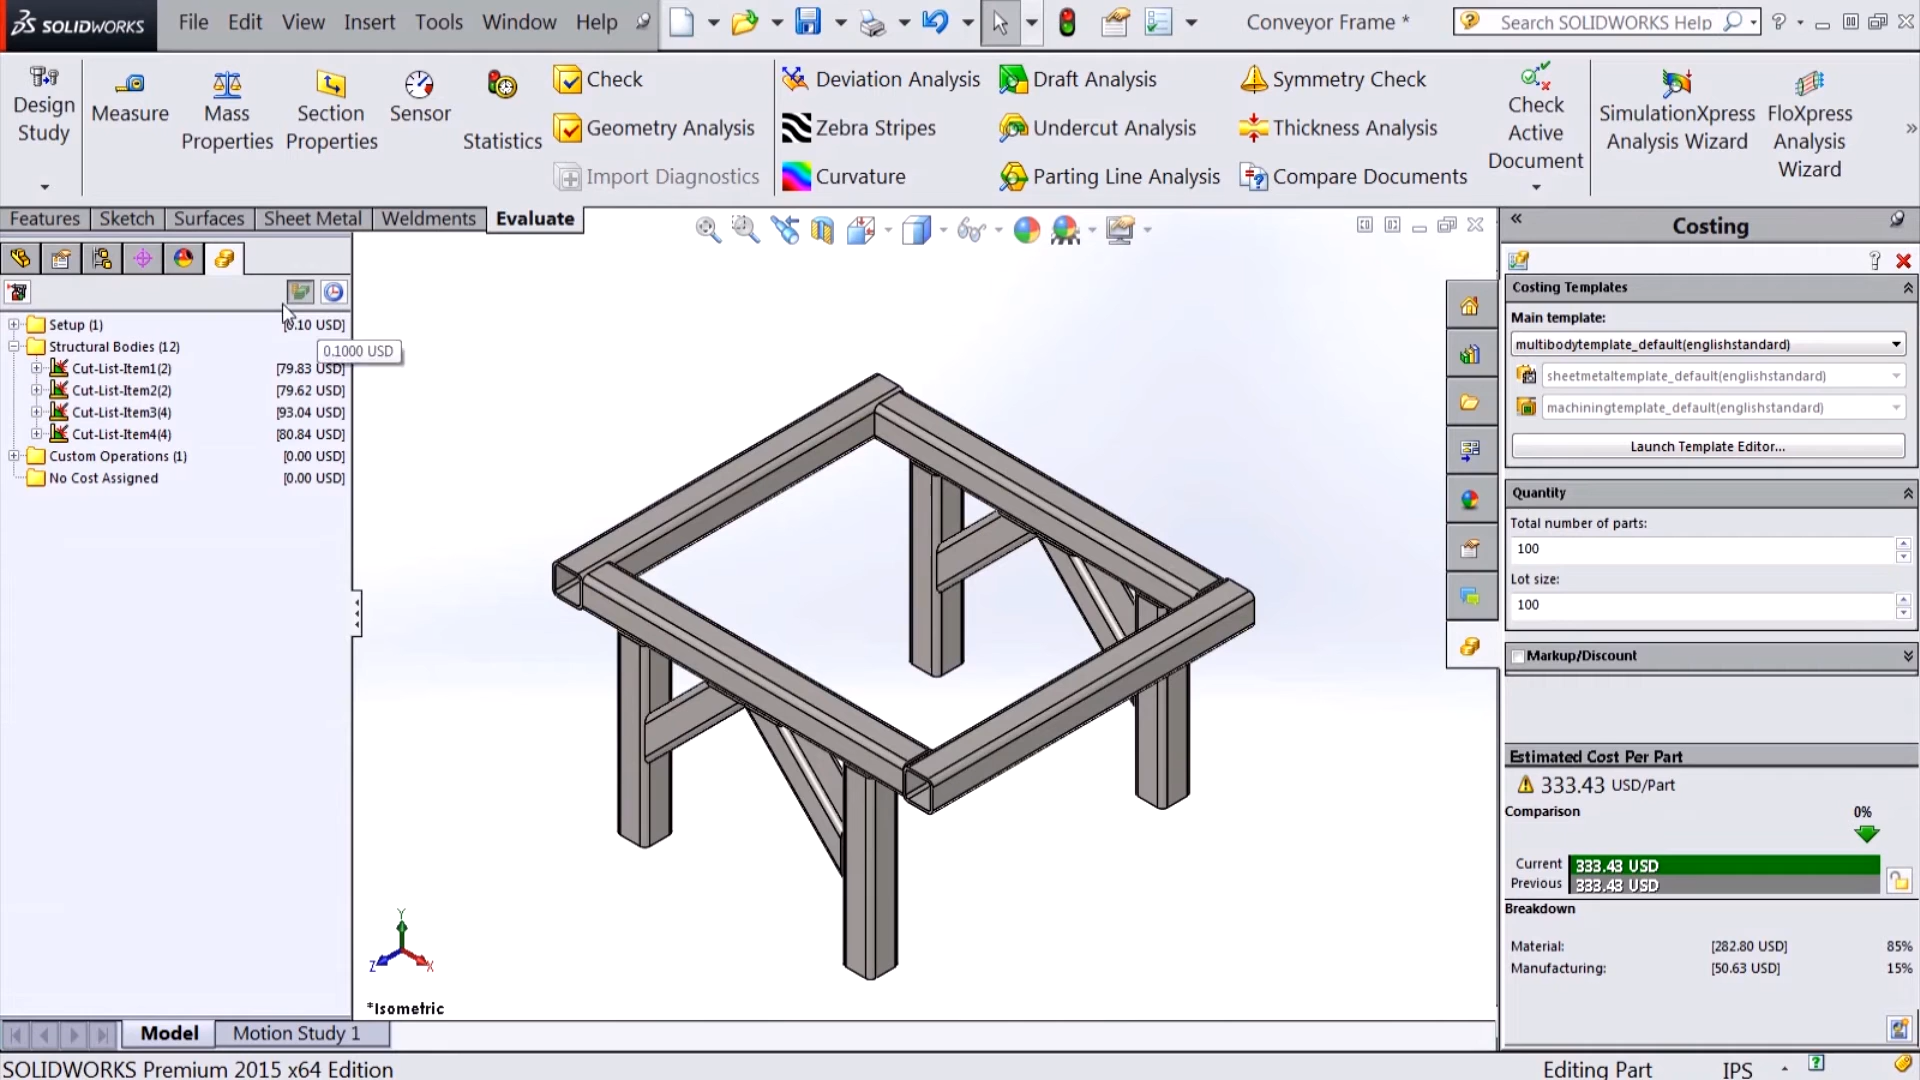 SOLIDWORKS File Edit View Insert Tools Window Help Conveyor Frame * Search SOLIDWORKS Help ?
Design Study
Measure
Mass Properties
Section Properties
Sensor
Statistics
Check
Geometry Analysis
Import Diagnostics
Deviation Analysis
Zebra Stripes
Curvature
Draft Analysis
Undercut Analysis
Parting Line Analysis
Symmetry Check
Thickness Analysis
Compare Documents
Check Active Document
SimulationXpress Analysis Wizard
FloXpress Analysis Wizard
»
Features Sketch Surfaces Sheet Metal Weldments Evaluate
Setup (1) [0.10 USD]
0.1000 USD
Structural Bodies (12)
Cut-List-Item1(2) [79.83 USD]
Cut-List-Item2(2) [79.62 USD]
Cut-List-Item3(4) [93.04 USD]
Cut-List-Item4(4) [80.84 USD]
Custom Operations (1) [0.00 USD]
No Cost Assigned [0.00 USD]
Y
Z X
*Isometric
Costing
?
Costing Templates
Main template:
multibodytemplate_default(englishstandard)
sheetmetaltemplate_default(englishstandard)
machiningtemplate_default(englishstandard)
Launch Template Editor...
Quantity
Total number of parts:
100
Lot size:
100
Markup/Discount
Estimated Cost Per Part
333.43 USD/Part
Comparison 0%
Current 333.43 USD
Previous 333.43 USD
Breakdown
Material: [282.80 USD] 85%
Manufacturing: [50.63 USD] 15%
Model Motion Study 1
SOLIDWORKS Premium 2015 x64 Edition Editing Part IPS ?